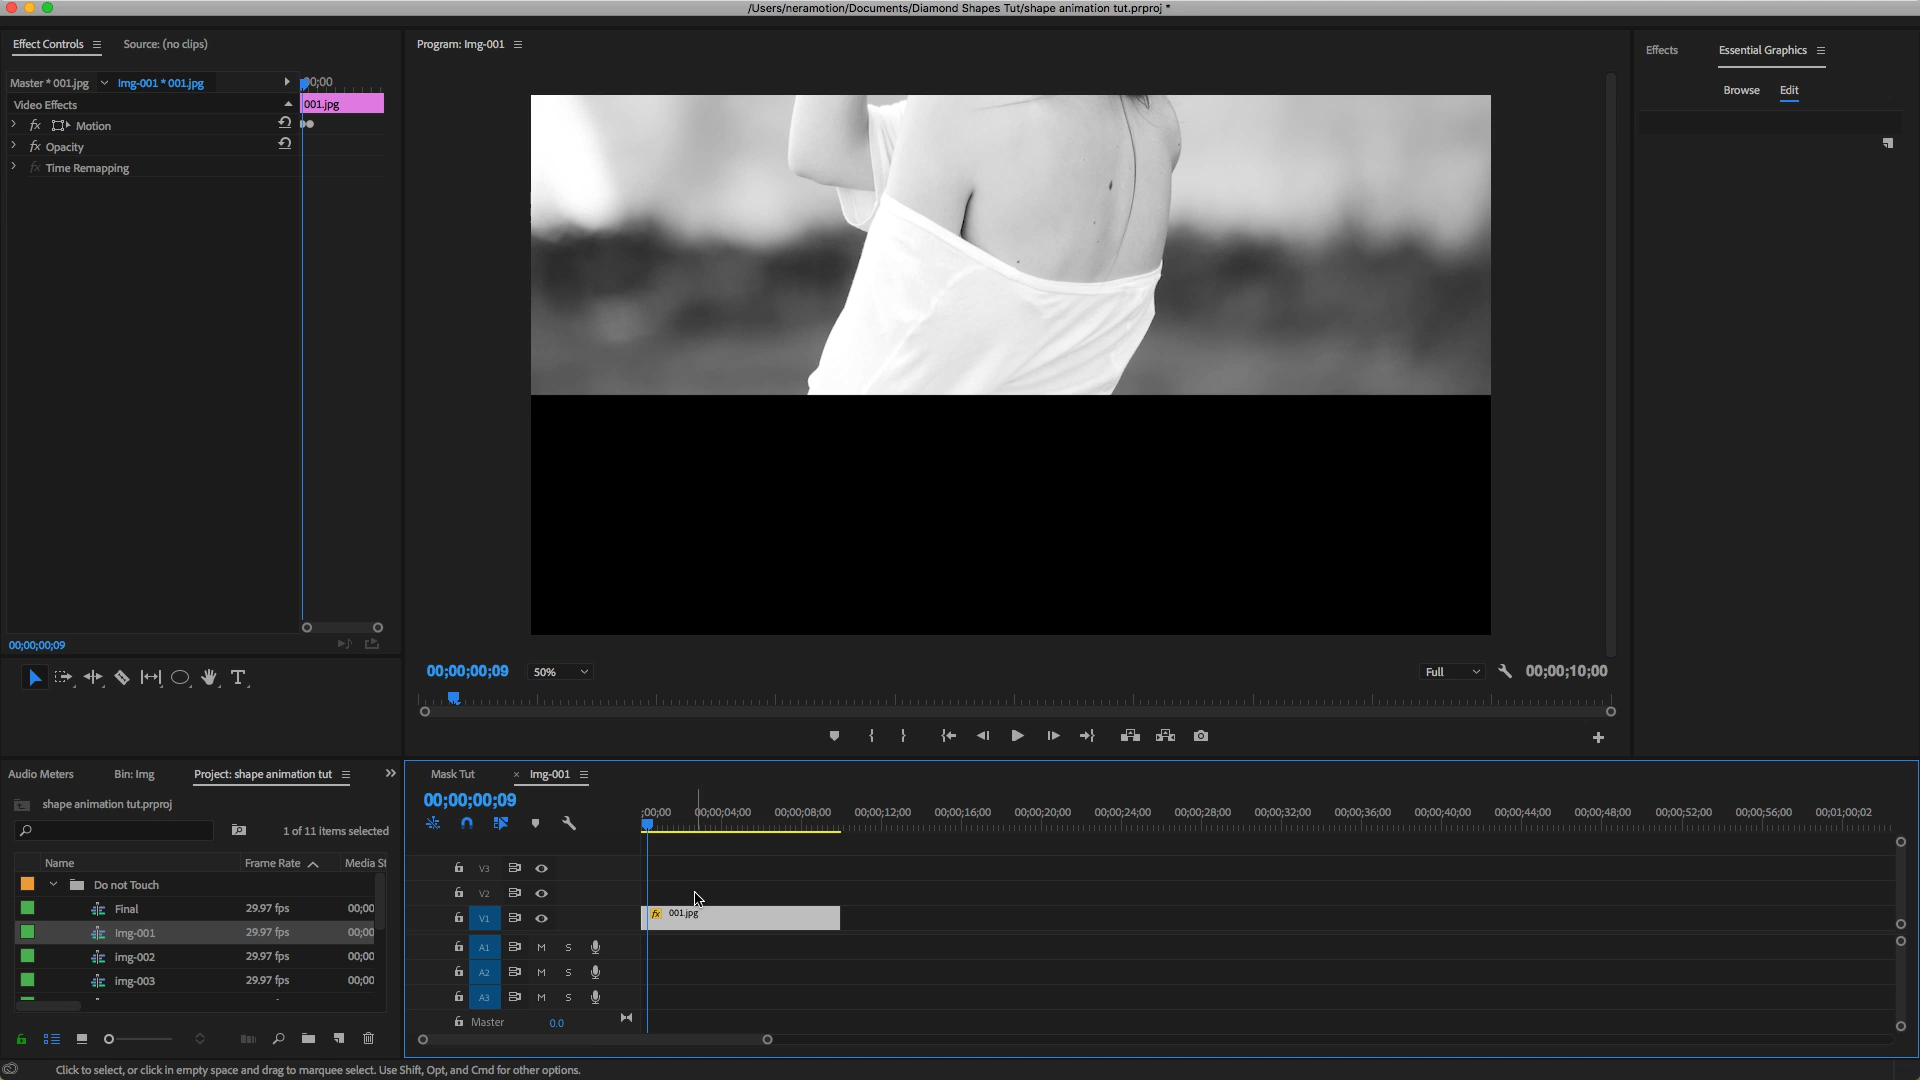 /Users/neramotion/Documents/Diamond Shapes Tut/shape animation tut.prproj *
Effect Controls
Source: (no clips)
Program: Img-001
Effects
Essential Graphics
Master * 001.jpg
Img-001 * 001.jpg
00;00
Browse
Edit
Video Effects
001.jpg
fx Motion
fx Opacity
fx Time Remapping
00;00;00;09
00;00;00;09
50%
Full
00;00;10;00
T
Audio Meters
Bin: Img
Project: shape animation tut
Mask Tut
× Img-001
shape animation tut.prproj
00;00;00;09
;00;00
00;00;04;00
00;00;08;00
00;00;12;00
00;00;16;00
00;00;20;00
00;00;24;00
00;00;28;00
00;00;32;00
00;00;36;00
00;00;40;00
00;00;44;00
00;00;48;00
00;00;52;00
00;00;56;00
00;01;00;02
1 of 11 items selected
Name
Frame Rate
Media St
Do not Touch
Final 29.97 fps 00;00
Img-001 29.97 fps 00;00
img-002 29.97 fps 00;00
img-003 29.97 fps 00;00
V3
V2
V1
fx 001.jpg
A1 M S
A2 M S
A3 M S
Master 0.0
Click to select, or click in empty space and drag to marquee select. Use Shift, Opt, and Cmd for other options.